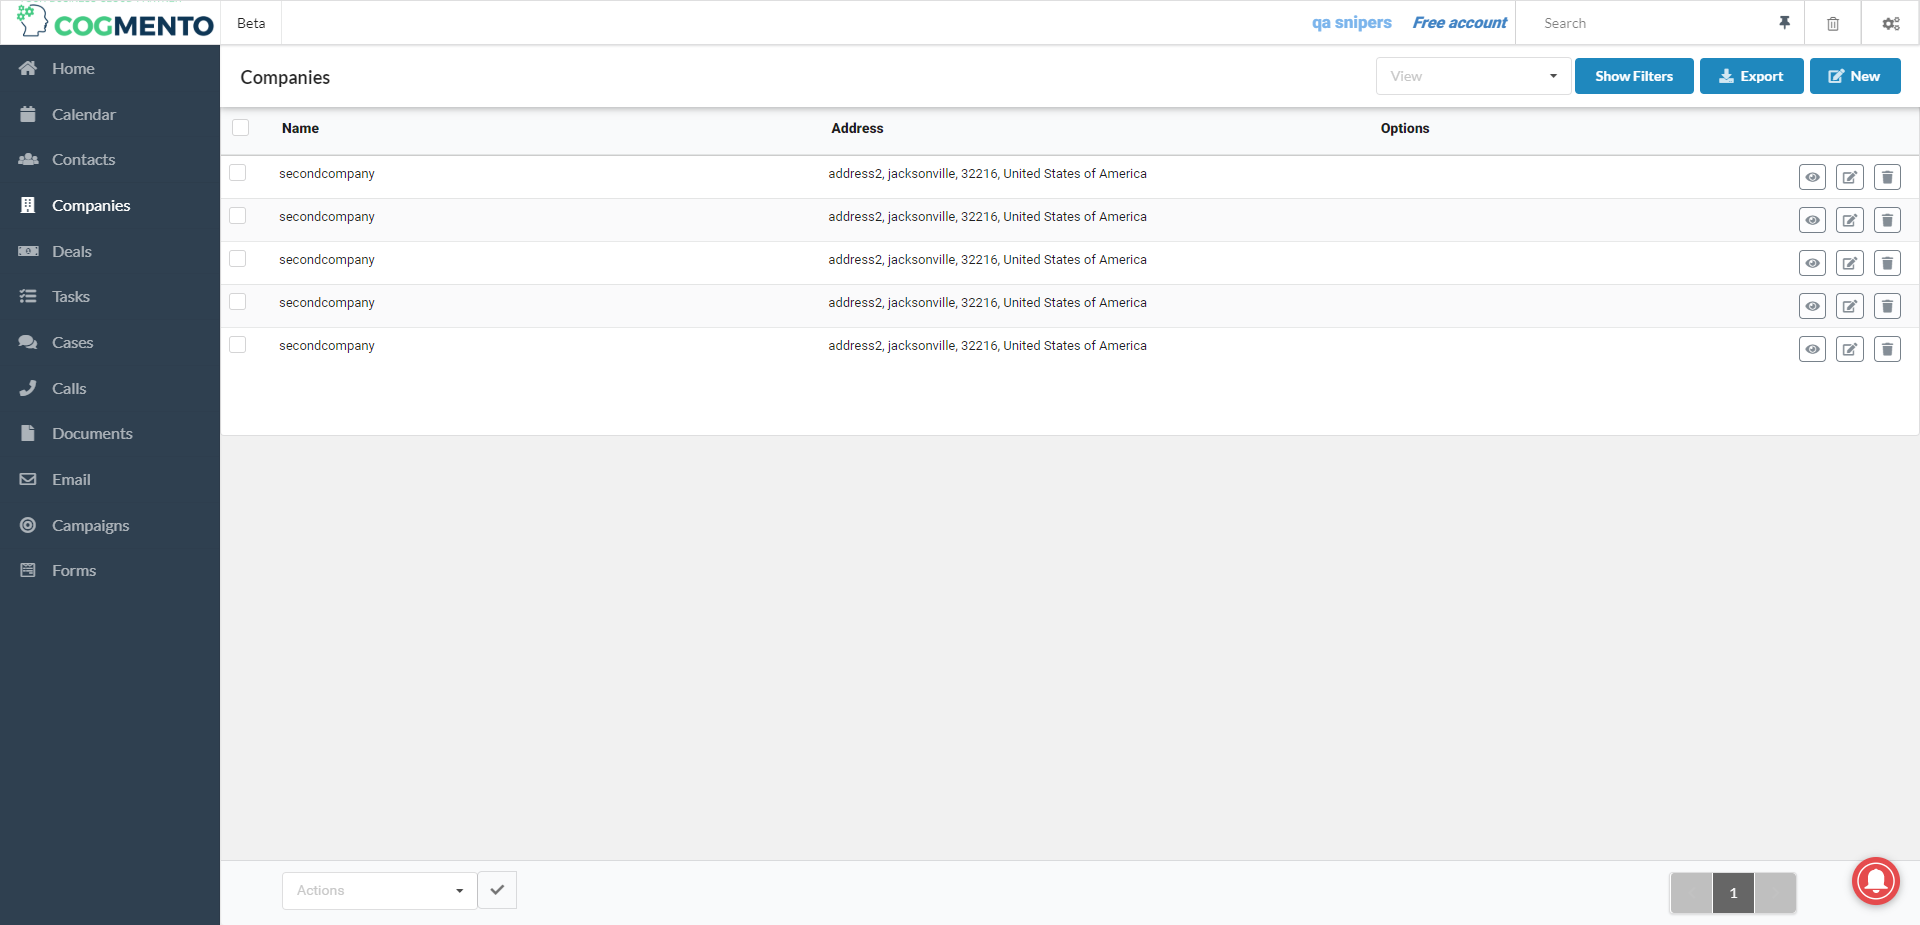 COGMENTO
Beta
qa snipers
Free account
Search
Home
Calendar
Contacts
Companies
Deals
Tasks
Cases
Calls
Documents
Email
Campaigns
Forms
Companies
View
Show Filters
Export
New
Name Address Options
secondcompany address2, jacksonville, 32216, United States of America
secondcompany address2, jacksonville, 32216, United States of America
secondcompany address2, jacksonville, 32216, United States of America
secondcompany address2, jacksonville, 32216, United States of America
secondcompany address2, jacksonville, 32216, United States of America
Actions
1